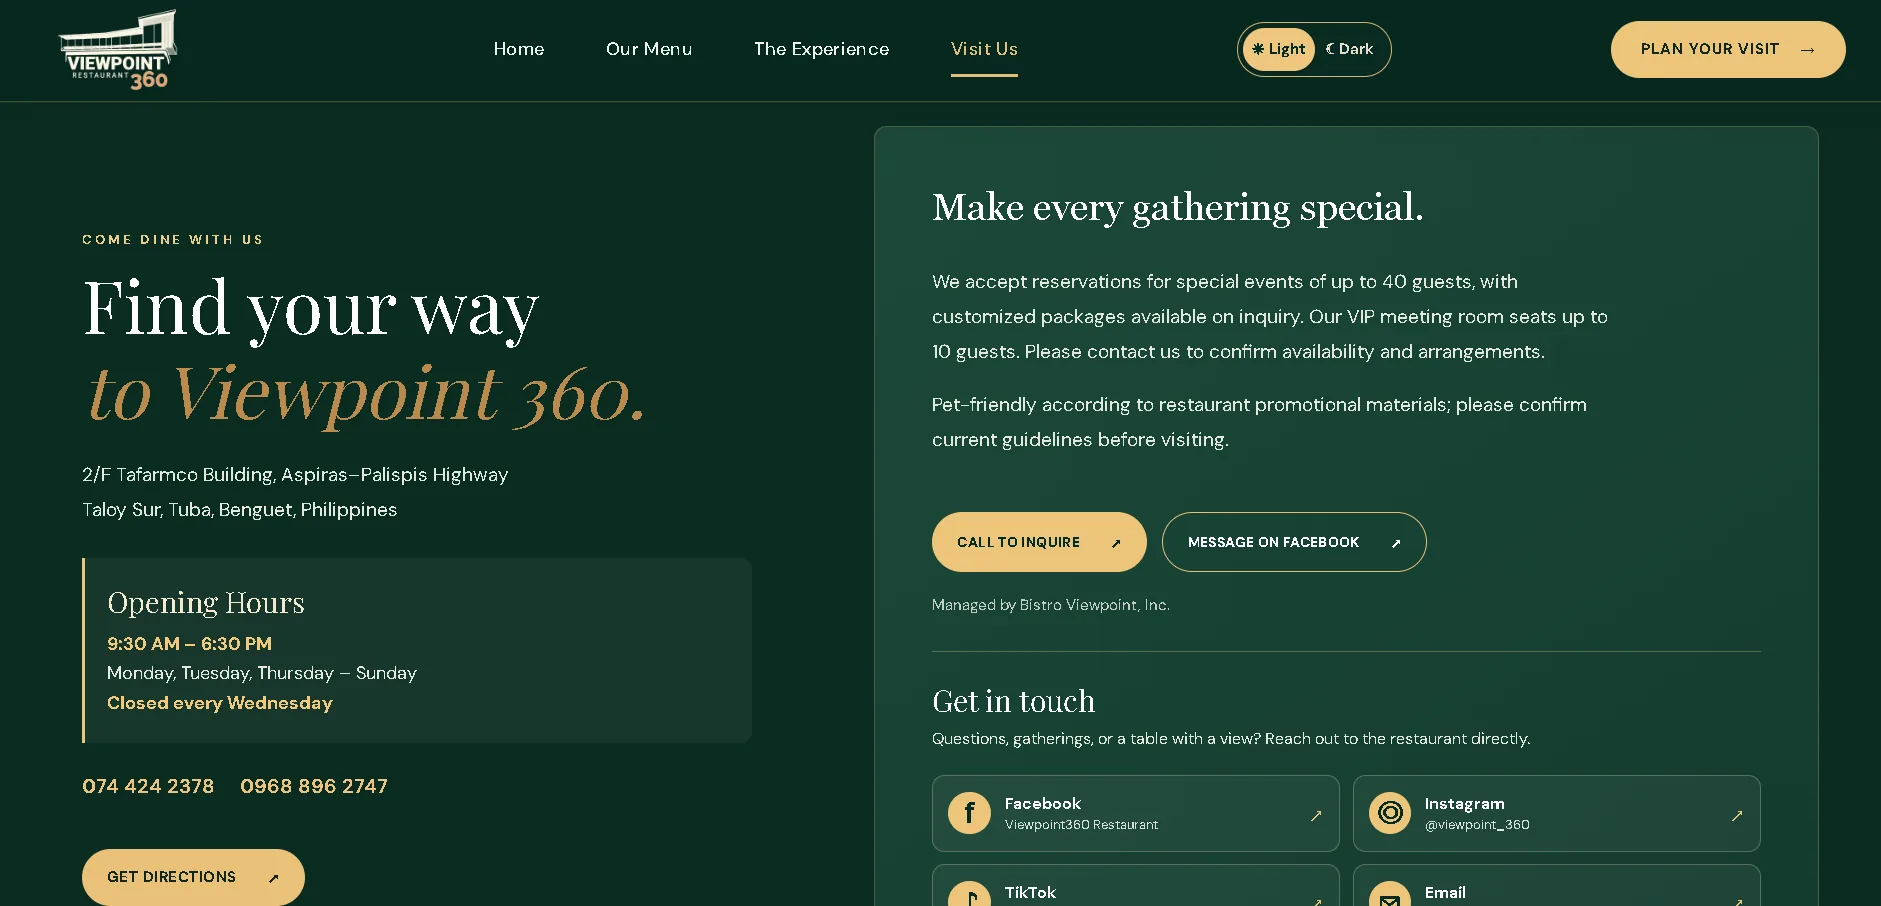 VIEWPOINT
RESTAURANT 360
Home
Our Menu
The Experience
Visit Us
Light
Dark
PLAN YOUR VISIT →
COME DINE WITH US
Find your way
to Viewpoint 360.
2/F Tafarmco Building, Aspiras–Palispis Highway
Taloy Sur, Tuba, Benguet, Philippines
Opening Hours
9:30 AM – 6:30 PM
Monday, Tuesday, Thursday – Sunday
Closed every Wednesday
074 424 2378 0968 896 2747
GET DIRECTIONS ↗
Make every gathering special.
We accept reservations for special events of up to 40 guests, with
customized packages available on inquiry. Our VIP meeting room seats up to
10 guests. Please contact us to confirm availability and arrangements.
Pet-friendly according to restaurant promotional materials; please confirm
current guidelines before visiting.
CALL TO INQUIRE ↗
MESSAGE ON FACEBOOK ↗
Managed by Bistro Viewpoint, Inc.
Get in touch
Questions, gatherings, or a table with a view? Reach out to the restaurant directly.
Facebook
Viewpoint360 Restaurant
Instagram
@viewpoint_360
TikTok
Email